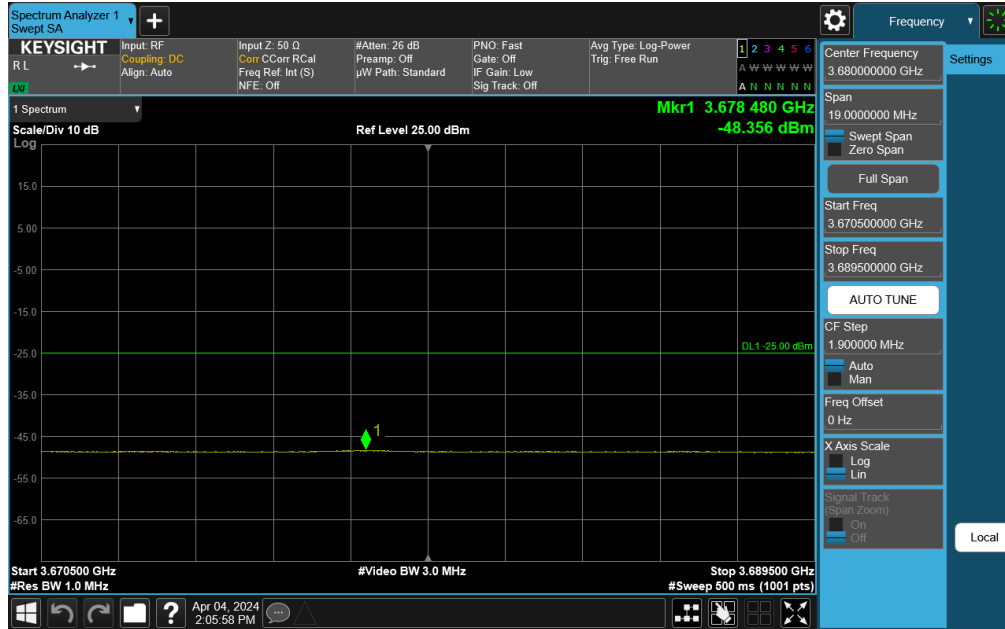 Spectrum Analyzer 1
Swept SA
+
Frequency
KEYSIGHT
R L
LXI
Input: RF
Coupling: DC
Align: Auto
Input Z: 50 Ω
Corr CCorr RCal
Freq Ref: Int (S)
NFE: Off
#Atten: 26 dB
Preamp: Off
µW Path: Standard
PNO: Fast
Gate: Off
IF Gain: Low
Sig Track: Off
Avg Type: Log-Power
Trig: Free Run
1 2 3 4 5 6
A W W W W W
A N N N N N
1 Spectrum
Scale/Div 10 dB
Log
Ref Level 25.00 dBm
Mkr1 3.678 480 GHz
-48.356 dBm
15.0
5.00
-5.00
-15.0
-25.0
-35.0
-45.0
-55.0
-65.0
DL1 -25.00 dBm
1
Start 3.670500 GHz
#Res BW 1.0 MHz
#Video BW 3.0 MHz
Stop 3.689500 GHz
#Sweep 500 ms (1001 pts)
Center Frequency
3.680000000 GHz
Span
19.0000000 MHz
Swept Span
Zero Span
Full Span
Start Freq
3.670500000 GHz
Stop Freq
3.689500000 GHz
AUTO TUNE
CF Step
1.900000 MHz
Auto
Man
Freq Offset
0 Hz
X Axis Scale
Log
Lin
Signal Track
(Span Zoom)
On
Off
Settings
Local
?
Apr 04, 2024
2:05:58 PM